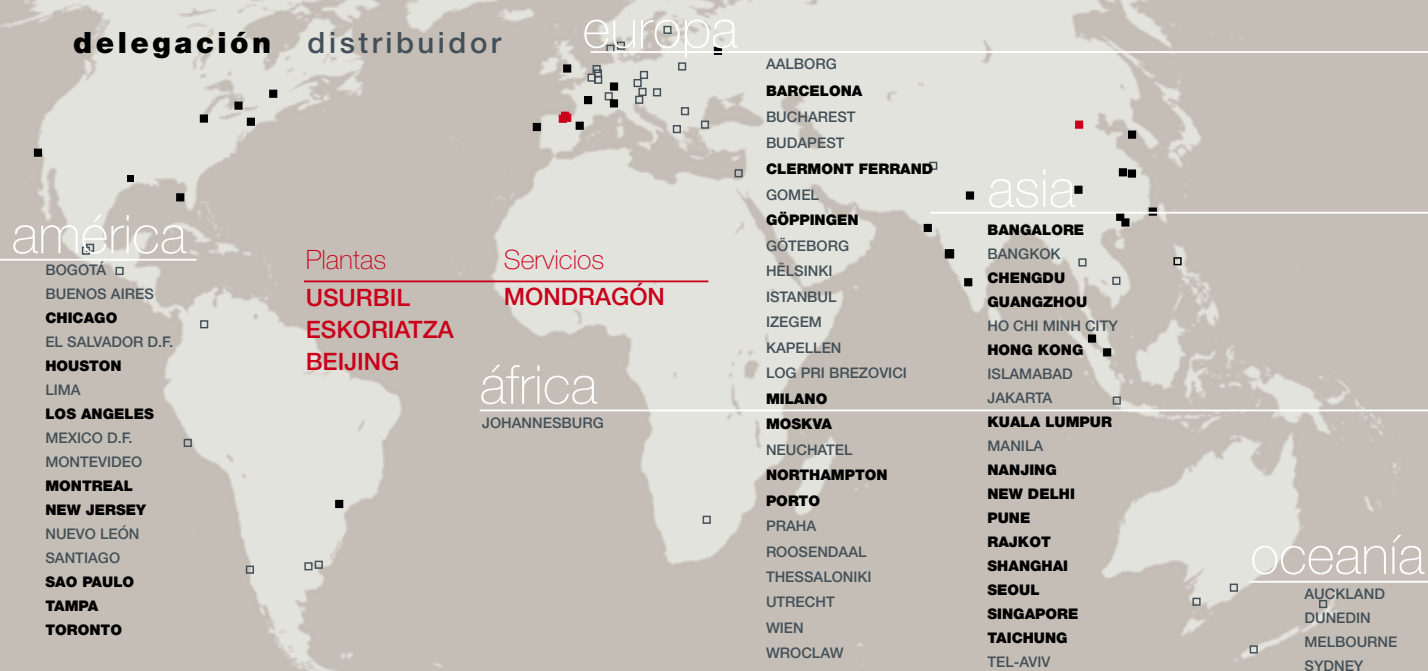 delegación distribuidor
américa
BOGOTÁ
BUENOS AIRES
CHICAGO
EL SALVADOR D.F.
HOUSTON
LIMA
LOS ANGELES
MEXICO D.F.
MONTEVIDEO
MONTREAL
NEW JERSEY
NUEVO LEÓN
SANTIAGO
SAO PAULO
TAMPA
TORONTO
Plantas
USURBIL
ESKORIATZA
BEIJING
Servicios
MONDRAGÓN
áfrica
JOHANNESBURG
europa
AALBORG
BARCELONA
BUCHAREST
BUDAPEST
CLERMONT FERRAND
GOMEL
GÖPPINGEN
GÖTEBORG
HËLSINKI
ISTANBUL
IZEGEM
KAPELLEN
LOG PRI BREZOVICI
MILANO
MOSKVA
NEUCHATEL
NORTHAMPTON
PORTO
PRAHA
ROOSENDAAL
THESSALONIKI
UTRECHT
WIEN
WROCLAW
asia
BANGALORE
BANGKOK
CHENGDU
GUANGZHOU
HO CHI MINH CITY
HONG KONG
ISLAMABAD
JAKARTA
KUALA LUMPUR
MANILA
NANJING
NEW DELHI
PUNE
RAJKOT
SHANGHAI
SEOUL
SINGAPORE
TAICHUNG
TEL-AVIV
oceanía
AUCKLAND
DUNEDIN
MELBOURNE
SYDNEY